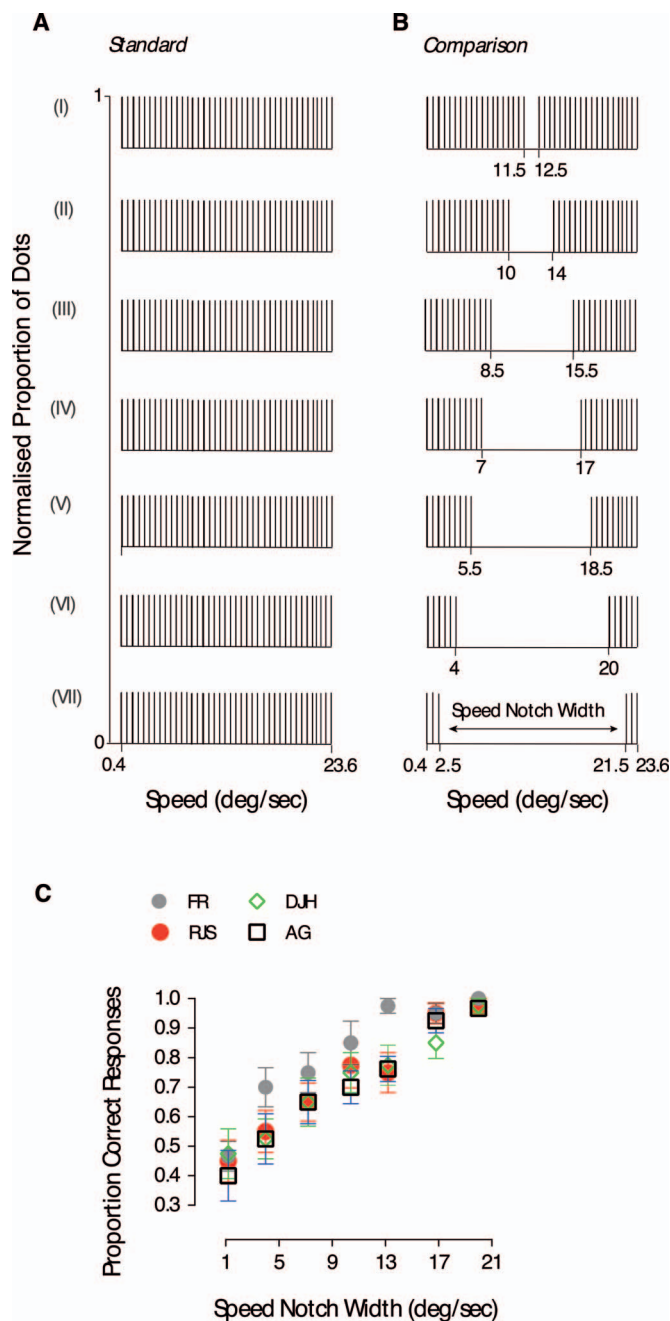 A
Standard
B
Comparison
Normalised Proportion of Dots
1
(I)
11.5 12.5
(II)
10 14
(III)
8.5 15.5
(IV)
7 17
(V)
5.5 18.5
(VI)
4 20
(VII)
Speed Notch Width
0
0.4 23.6
0.4 2.5 21.5 23.6
Speed (deg/sec)
Speed (deg/sec)
C
FR DJH
RJS AG
Proportion Correct Responses
1.0
0.9
0.8
0.7
0.6
0.5
0.4
0.3
1 5 9 13 17 21
Speed Notch Width (deg/sec)